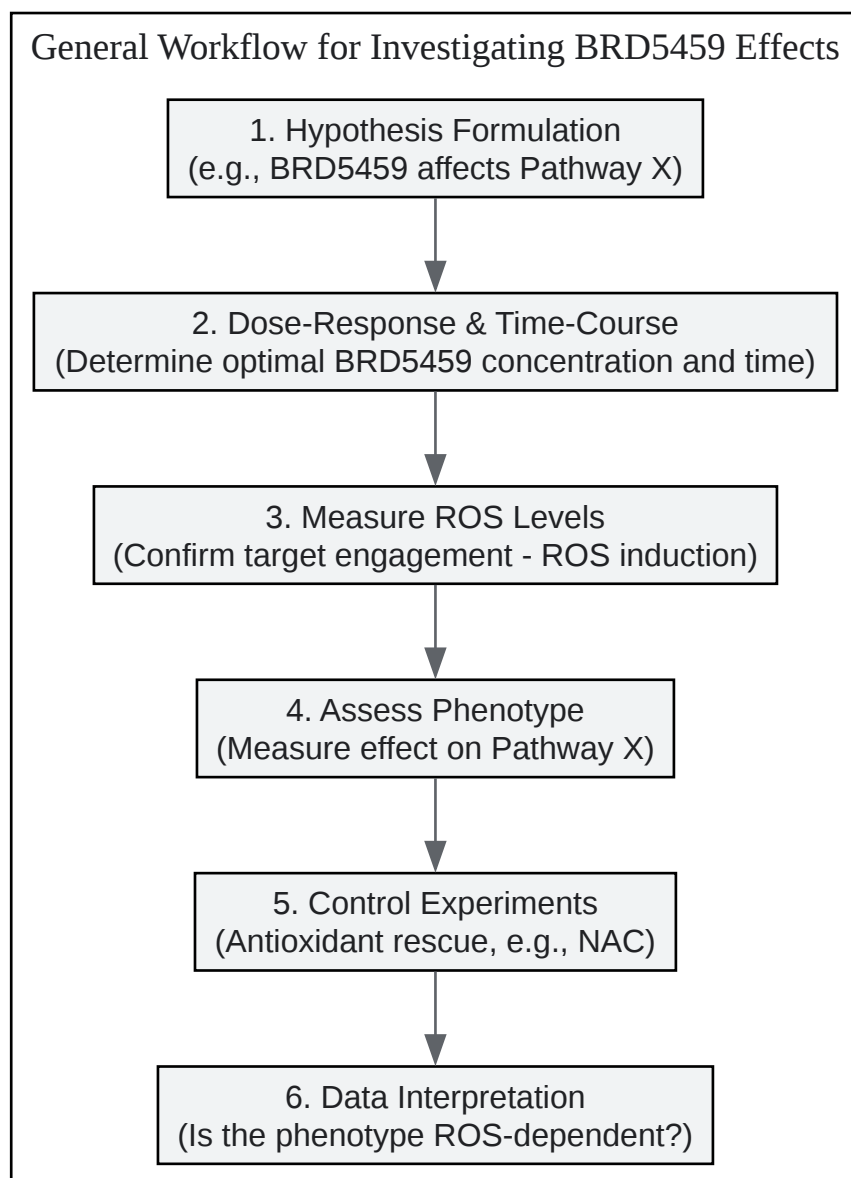 General Workflow for Investigating BRD5459 Effects
1. Hypothesis Formulation
(e.g., BRD5459 affects Pathway X)
2. Dose-Response & Time-Course
(Determine optimal BRD5459 concentration and time)
3. Measure ROS Levels
(Confirm target engagement - ROS induction)
4. Assess Phenotype
(Measure effect on Pathway X)
5. Control Experiments
(Antioxidant rescue, e.g., NAC)
6. Data Interpretation
(Is the phenotype ROS-dependent?)